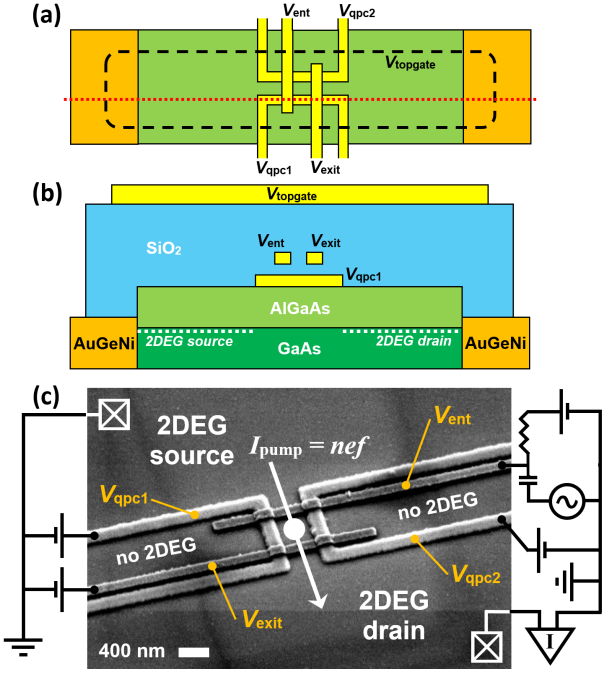 (a)
Vent
Vqpc2
Vtopgate
Vqpc1
Vexit
(b)
Vtopgate
SiO₂
Vent
Vexit
Vqpc1
AlGaAs
AuGeNi
2DEG source
2DEG drain
AuGeNi
GaAs
(c)
2DEG
source
Ipump = nef
Vent
Vqpc1
no 2DEG
no 2DEG
Vqpc2
Vexit
2DEG
drain
400 nm
I